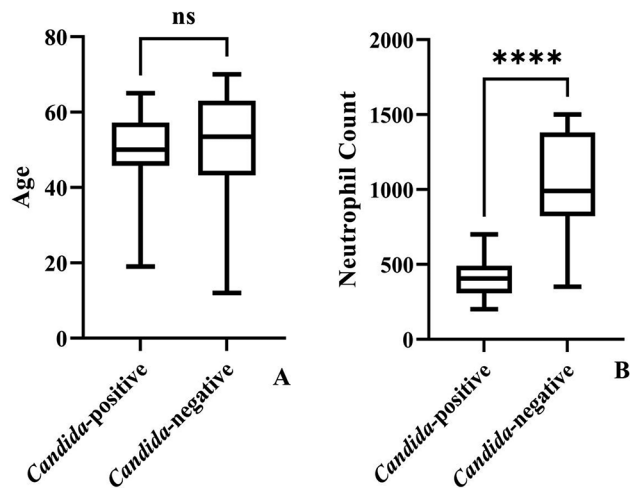 ns
80
60
40
20
0
Age
Candida-positive
Candida-negative
A
****
2000
1500
1000
500
0
Neutrophil Count
Candida-positive
Candida-negative
B